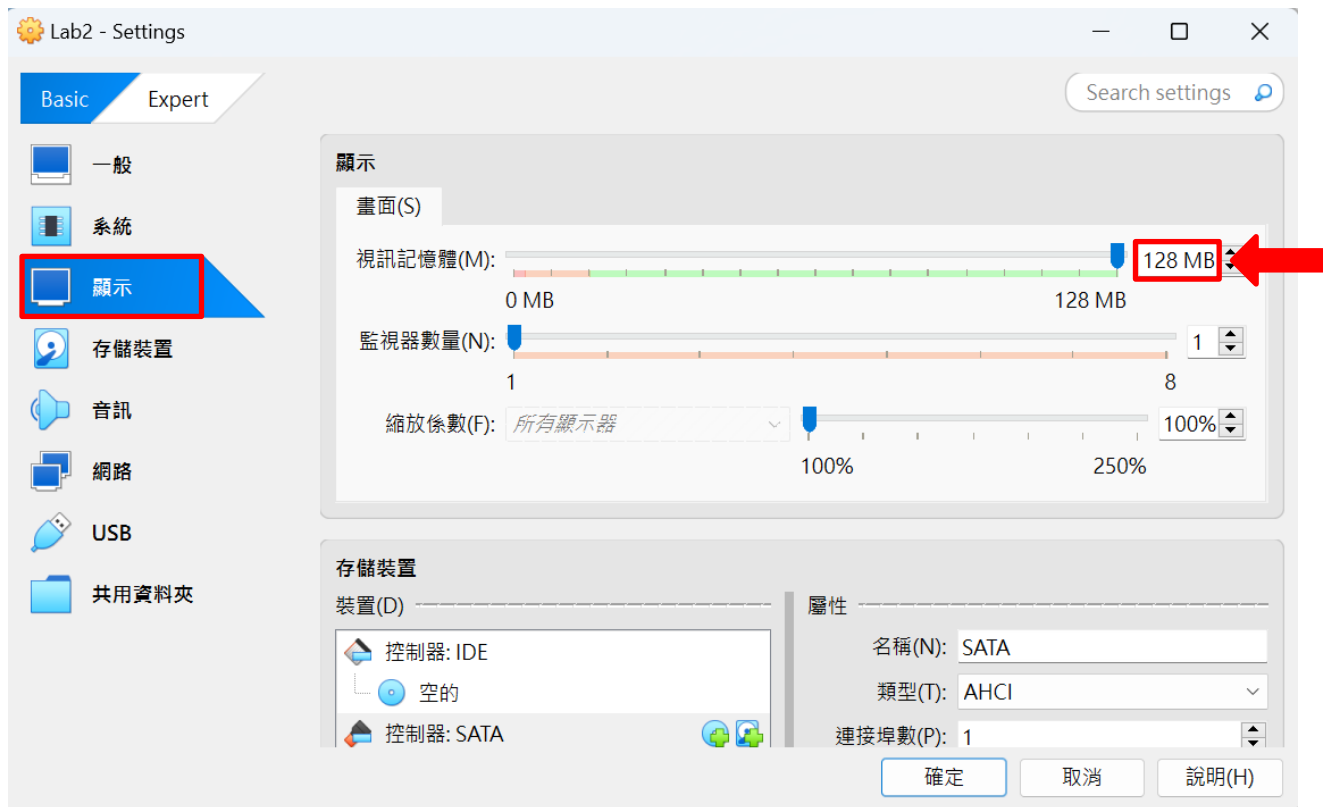 Lab2 - Settings
Basic
Expert
Search settings
一般
系統
顯示
存儲裝置
音訊
網路
USB
共用資料夾
顯示
畫面(S)
視訊記憶體(M):
128 MB
0 MB
128 MB
監視器數量(N):
1
1
8
縮放係數(F):
所有顯示器
100%
100%
250%
存儲裝置
裝置(D)
控制器: IDE
空的
控制器: SATA
屬性
名稱(N): SATA
類型(T): AHCI
連接埠數(P): 1
確定
取消
說明(H)